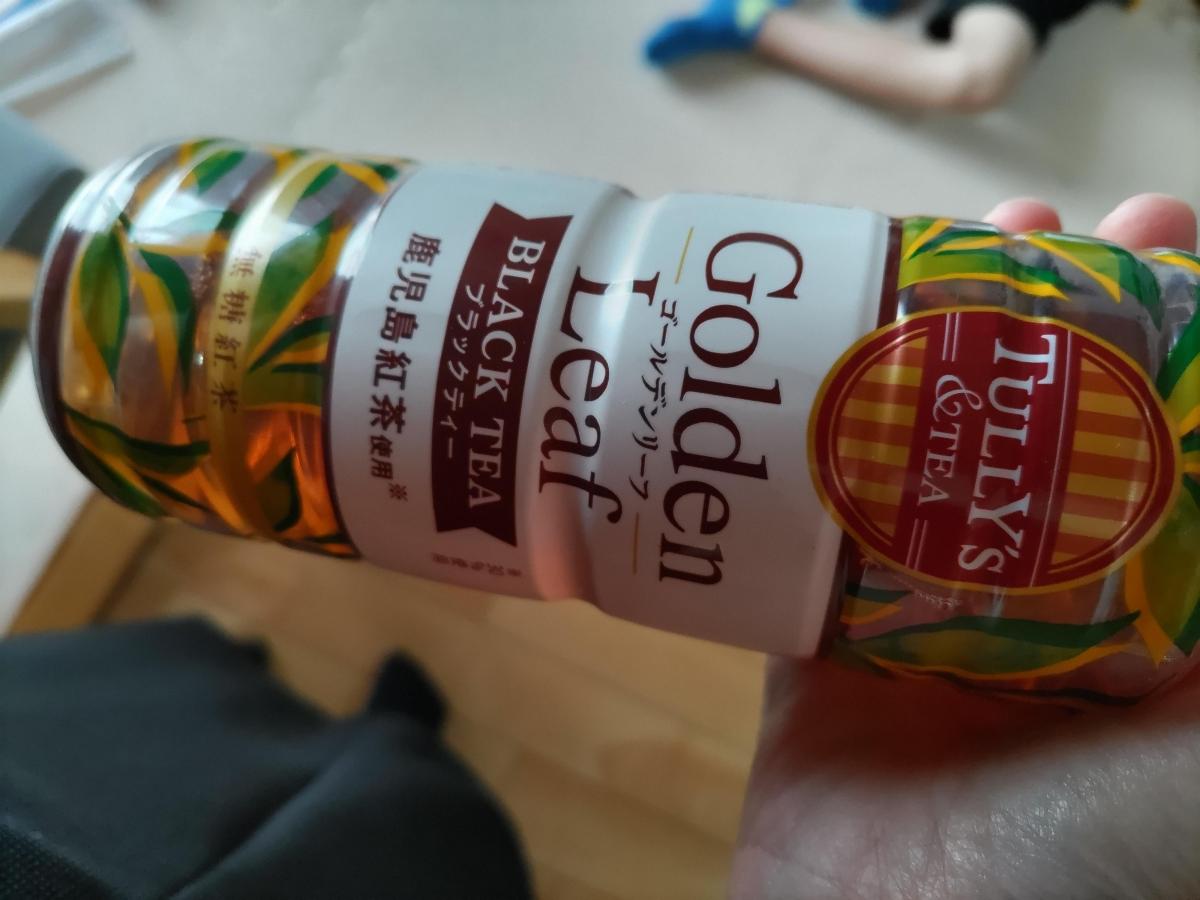 TULLY'S
&TEA
Golden
ゴールデンリーフ
Leaf
BLACK TEA
ブラックティー
鹿児島紅茶使用※
無糖紅茶